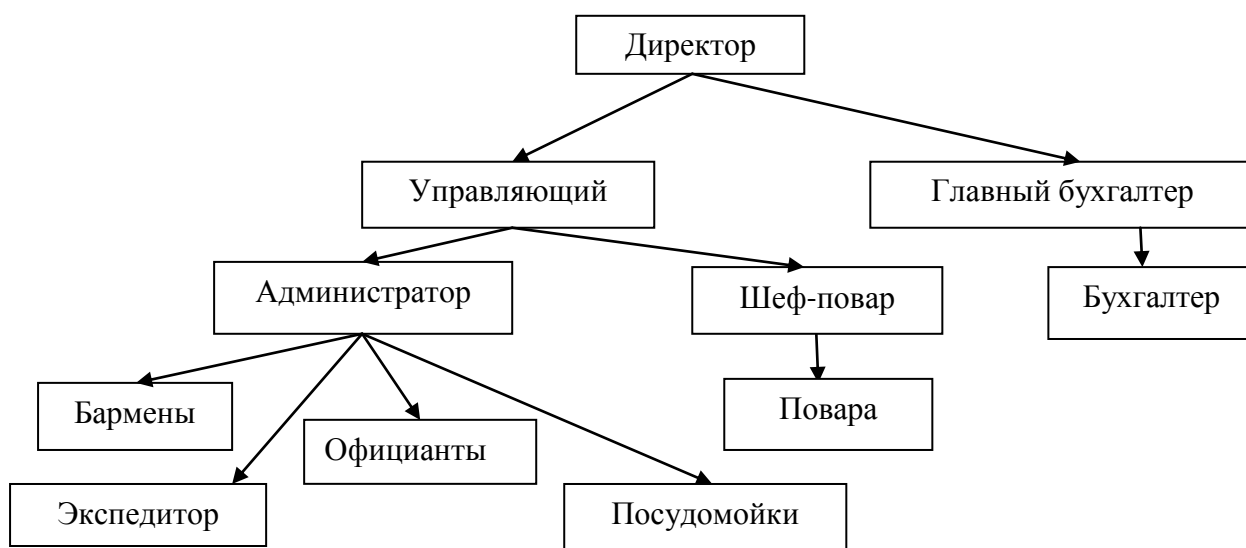 Директор
Управляющий
Главный бухгалтер
Администратор
Шеф-повар
Бухгалтер
Бармены
Официанты
Повара
Экспедитор
Посудомойки